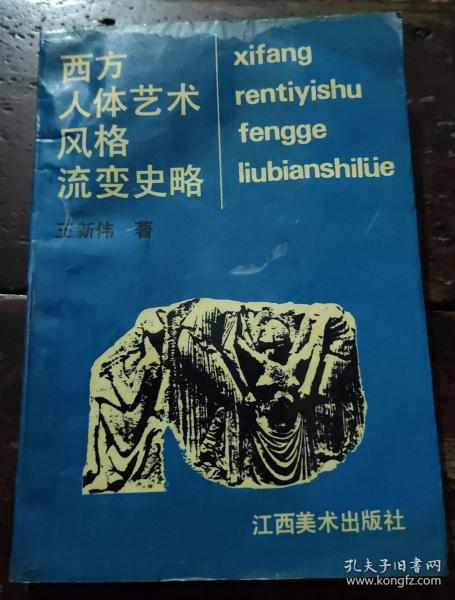 西方
人体艺术
风格
流变史略
xifang
rentiyishu
fengge
liubianshilüe
王新伟 著
江西美术出版社
孔夫子旧书网
www.kongfz.com